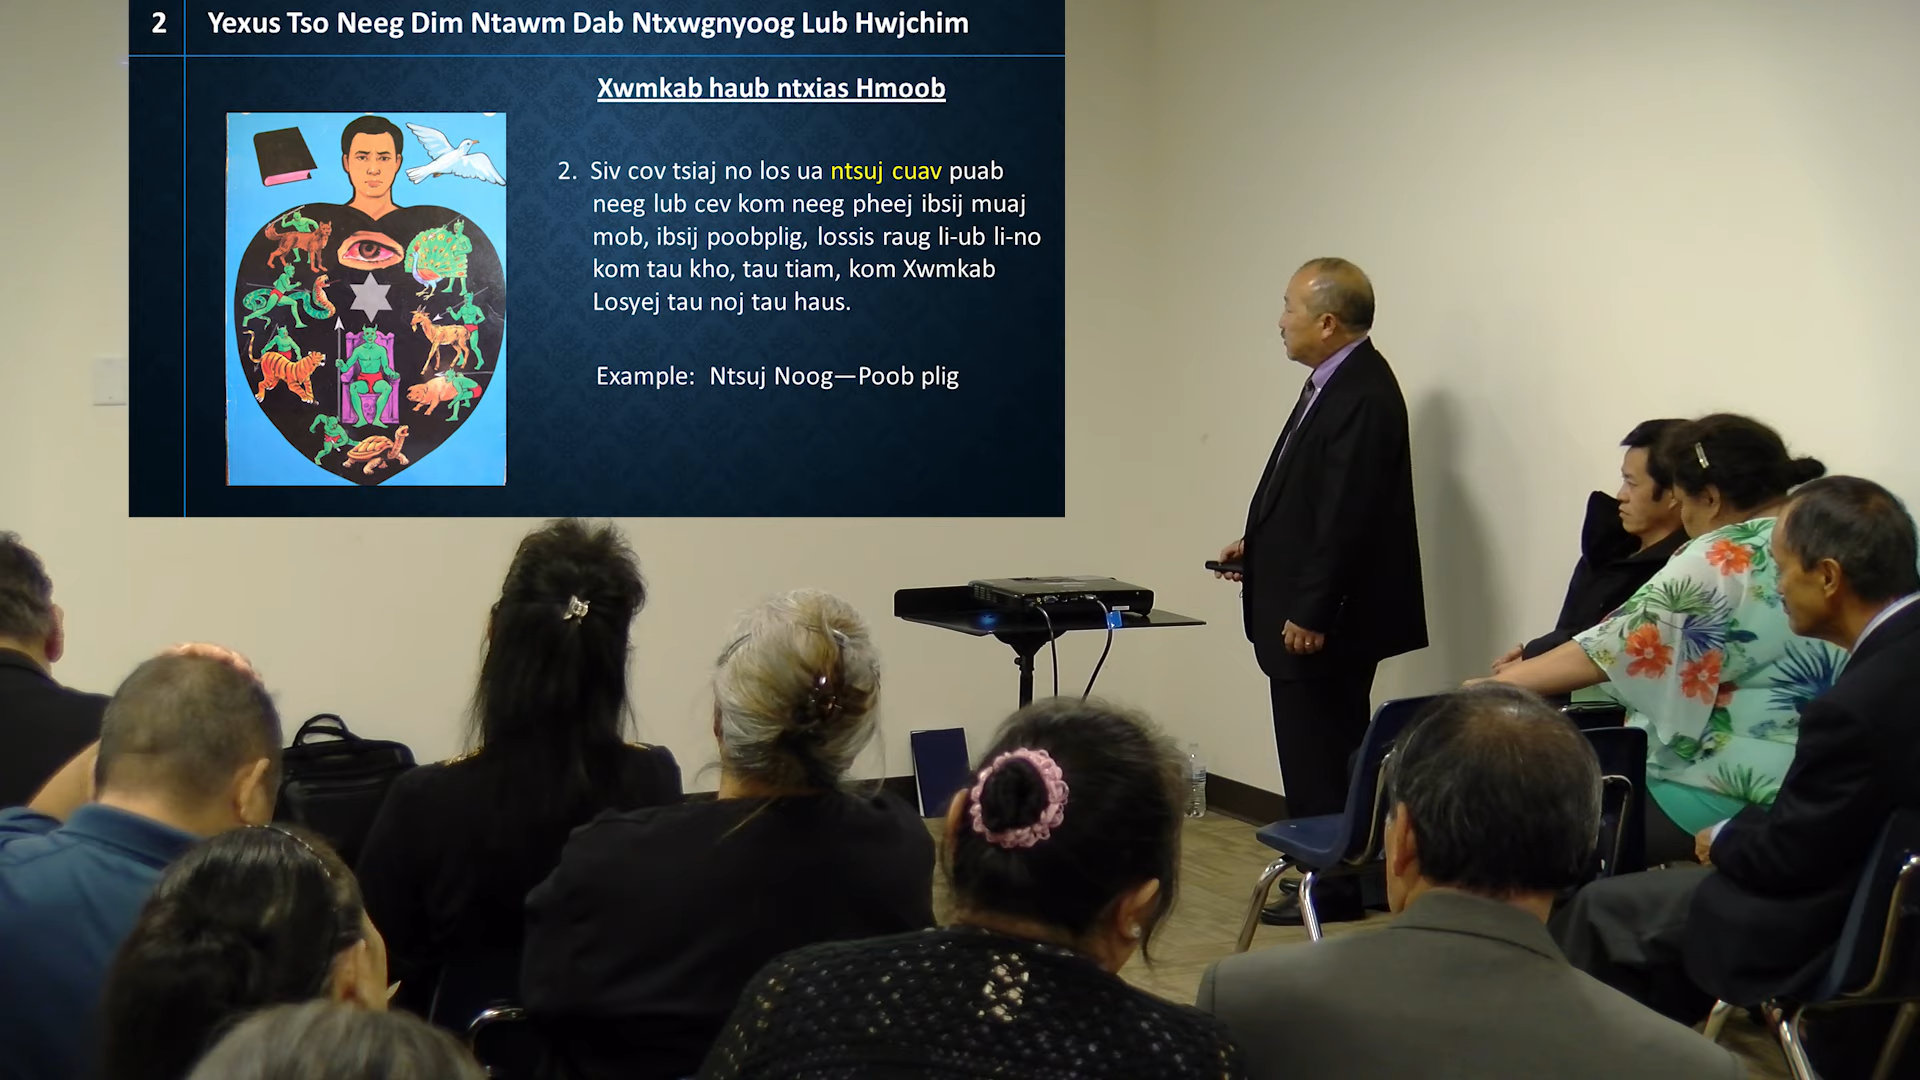 2 Yexus Tso Neeg Dim Ntawm Dab Ntxwgnyoog Lub Hwjchim
Xwmkab haub ntxias Hmoob
2. Siv cov tsiaj no los ua ntsuj cuav puab
neeg lub cev kom neeg pheej ibsij muaj
mob, ibsij poobplig, lossis raug li-ub li-no
kom tau kho, tau tiam, kom Xwmkab
Losyej tau noj tau haus.
Example: Ntsuj Noog—Poob plig